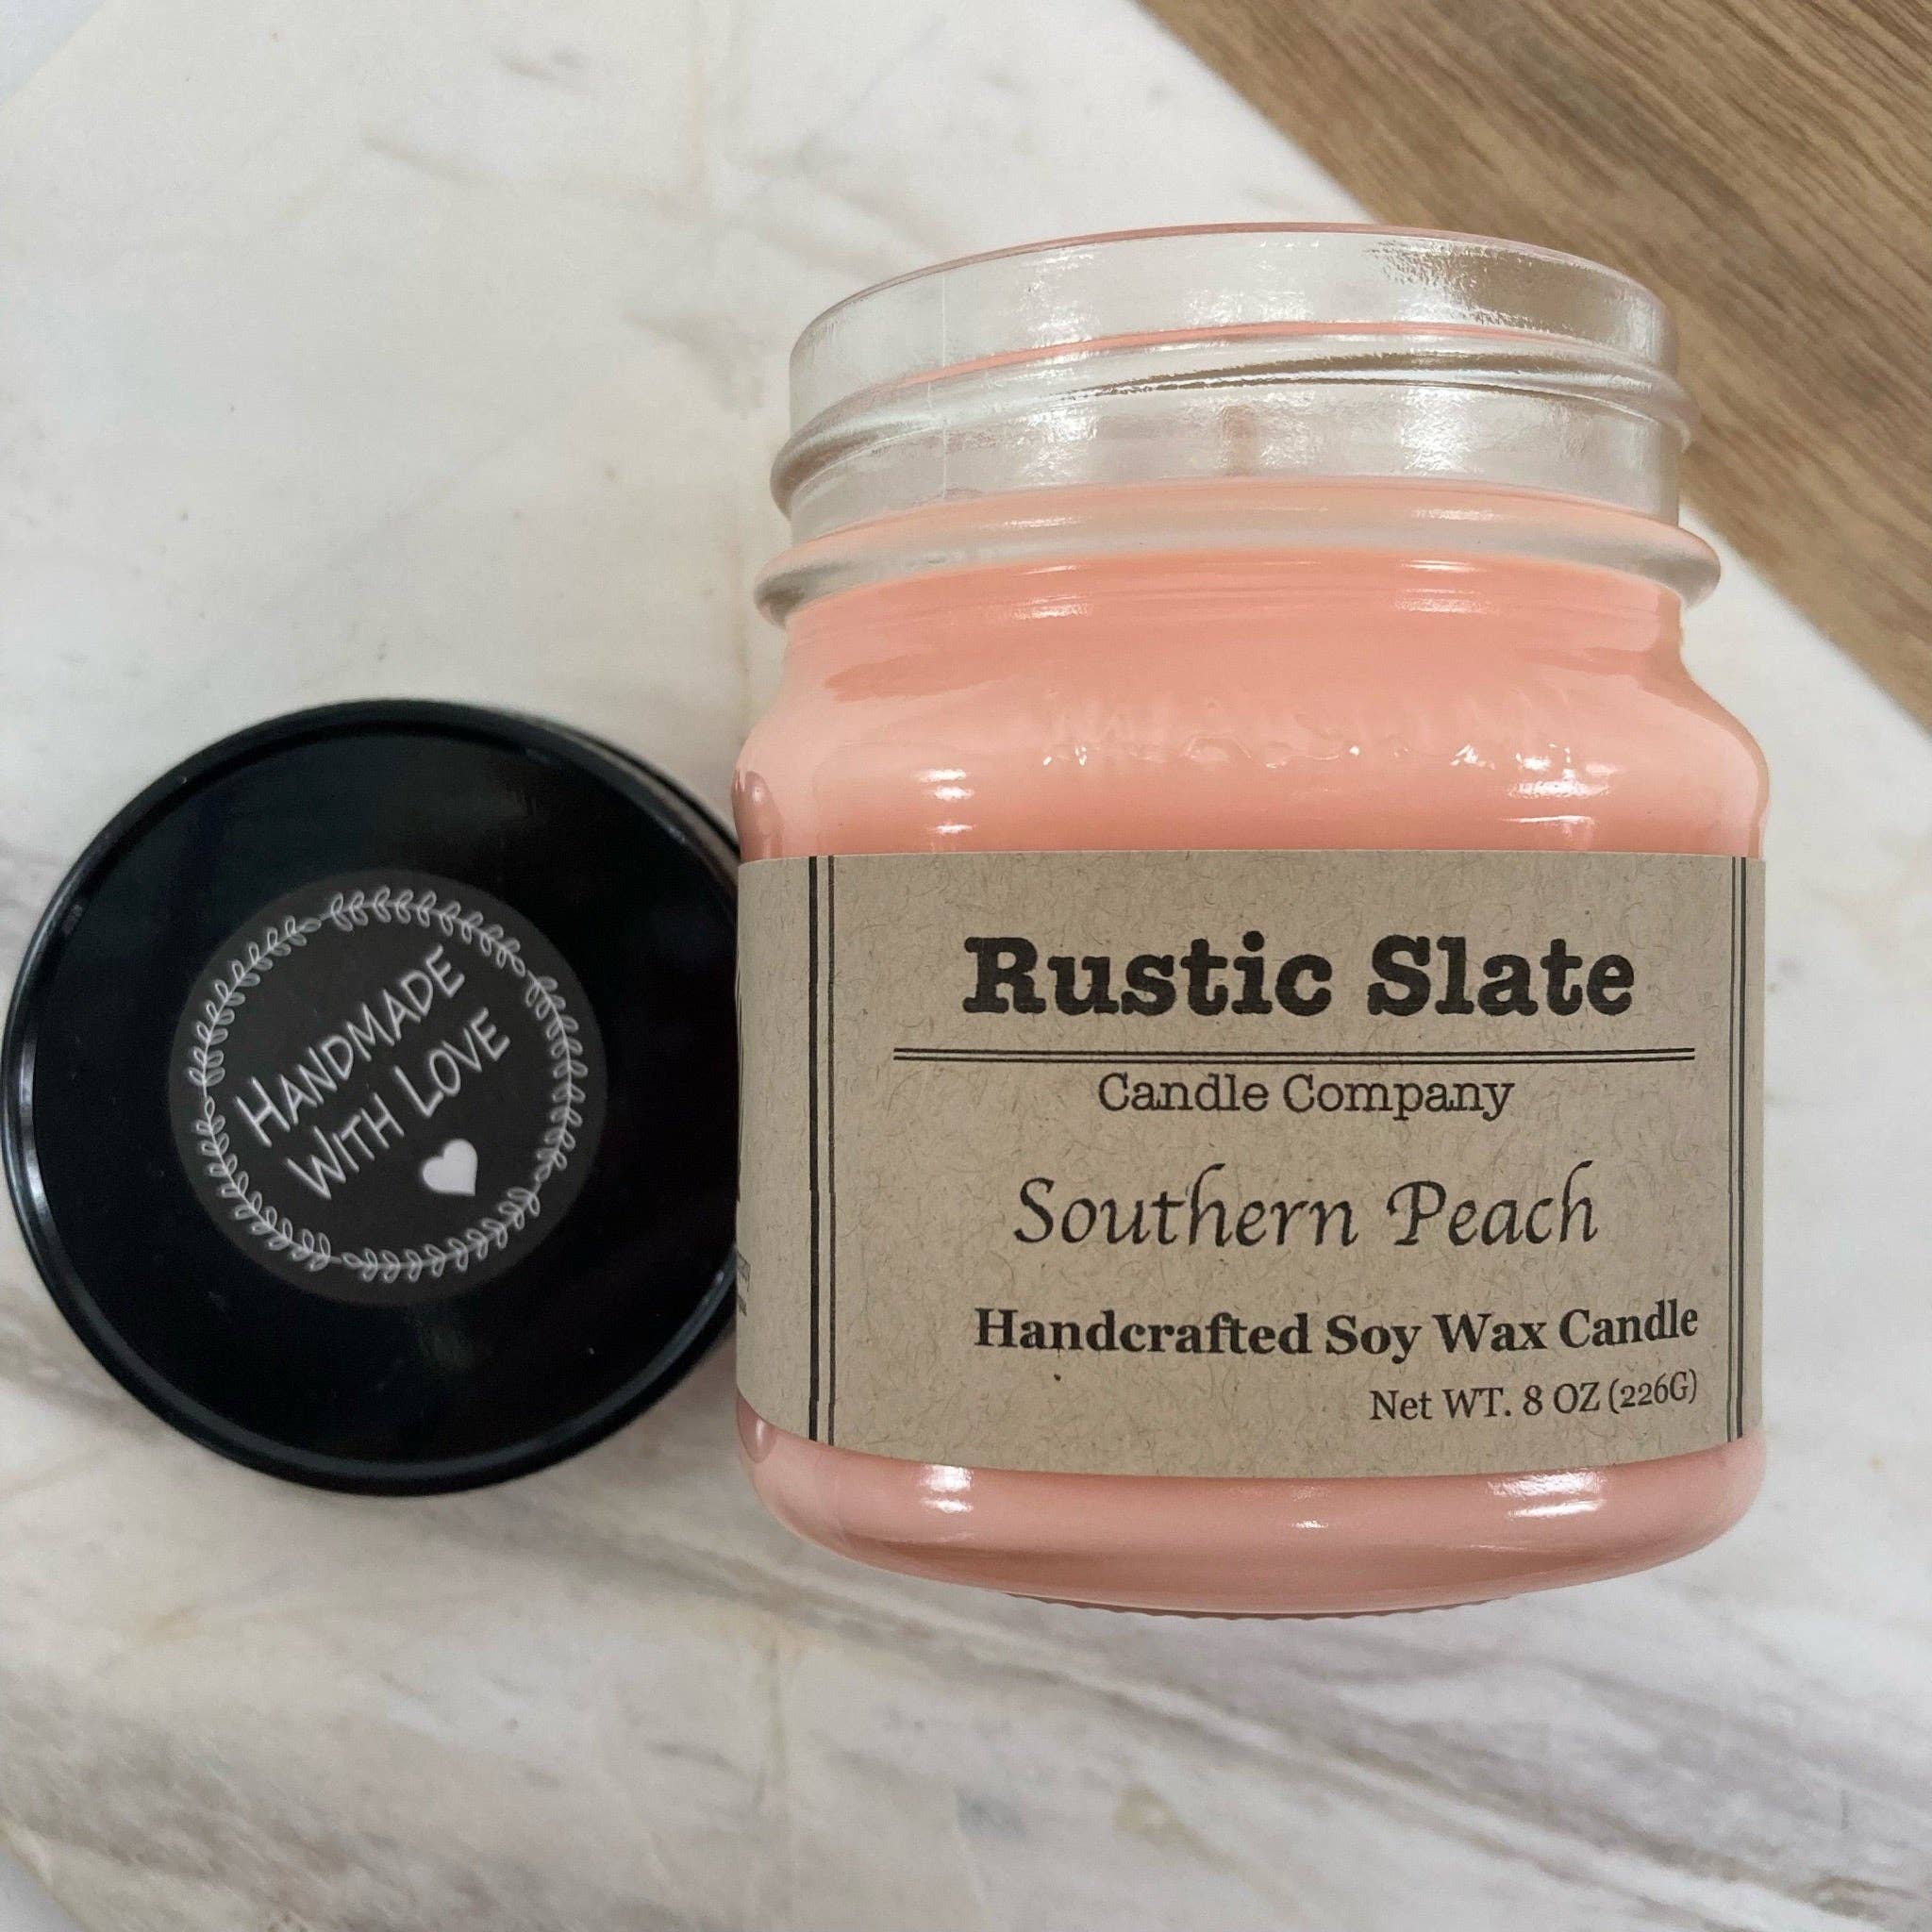 HANDMADE
WITH LOVE
Rustic Slate
Candle Company
Southern Peach
Handcrafted Soy Wax Candle
Net WT. 8 OZ (226G)